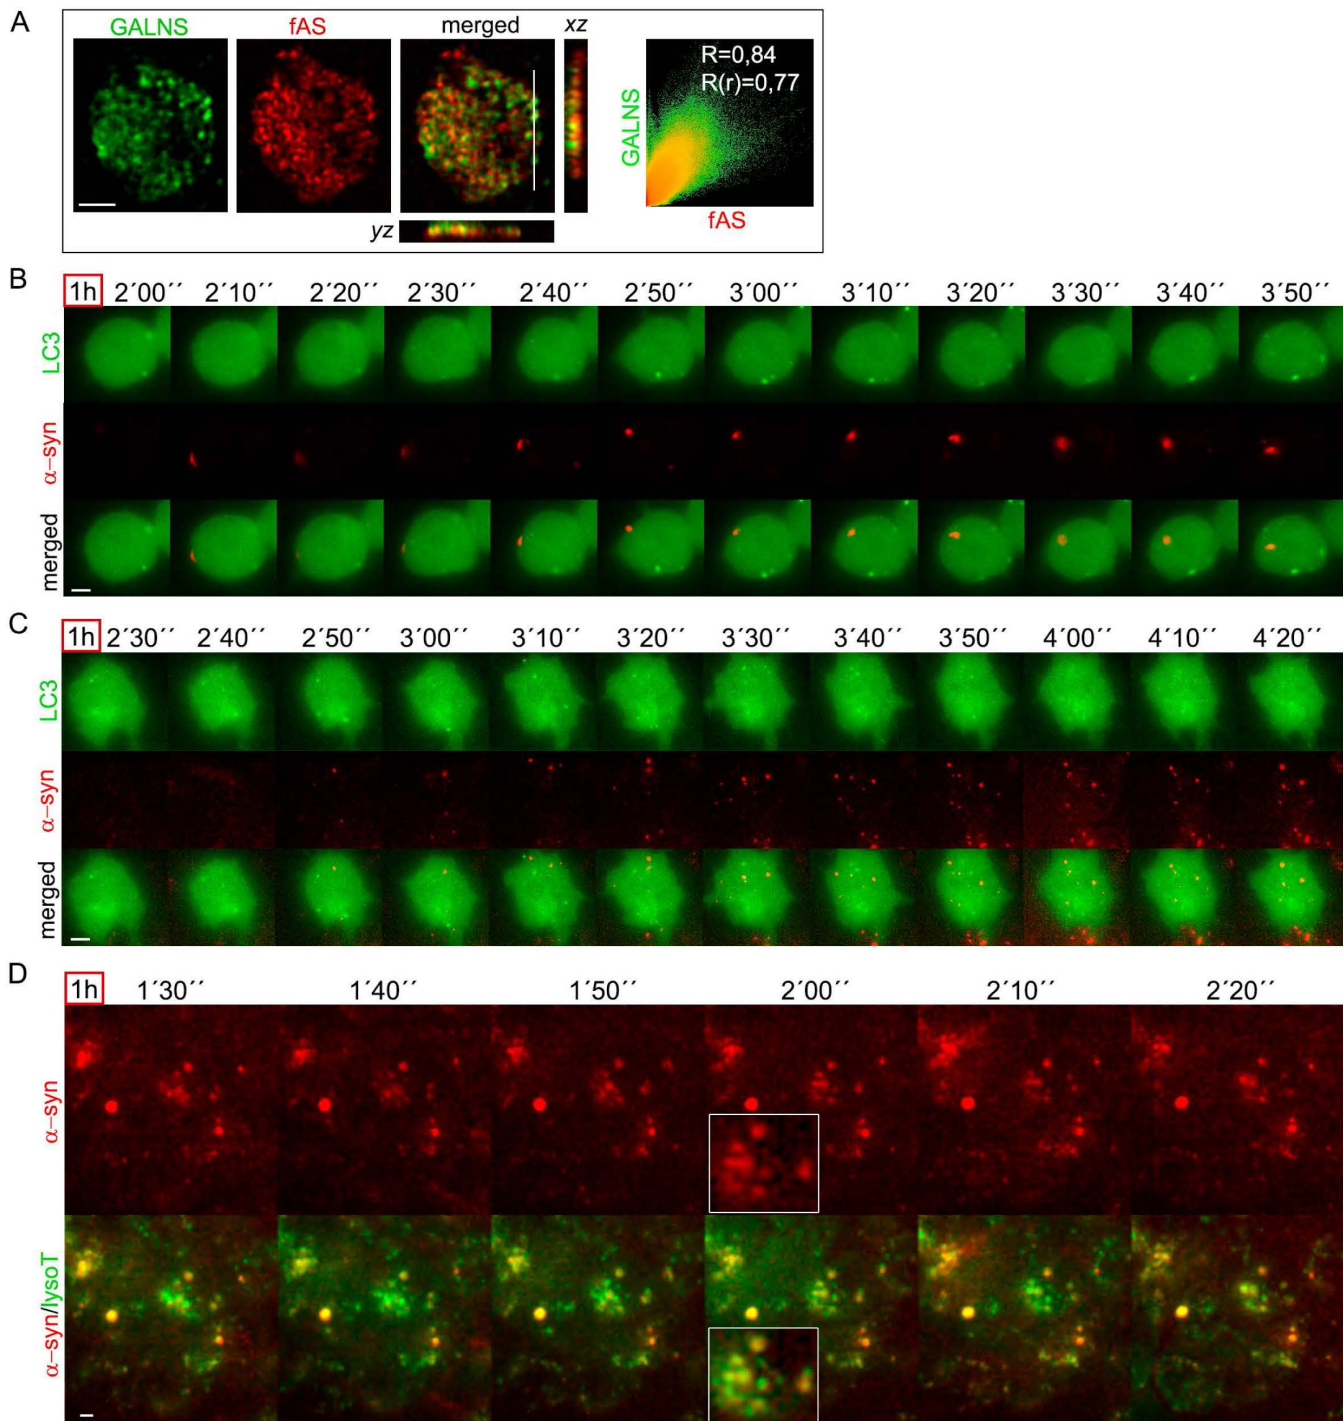 A
GALNS fAS merged xz
R=0,84
R(r)=0,77
GALNS
fAS
yz
B
1h 2´00´´ 2´10´´ 2´20´´ 2´30´´ 2´40´´ 2´50´´ 3´00´´ 3´10´´ 3´20´´ 3´30´´ 3´40´´ 3´50´´
LC3
α–syn
merged
C
1h 2´30´´ 2´40´´ 2´50´´ 3´00´´ 3´10´´ 3´20´´ 3´30´´ 3´40´´ 3´50´´ 4´00´´ 4´10´´ 4´20´´
LC3
α–syn
merged
D
1h 1´30´´ 1´40´´ 1´50´´ 2´00´´ 2´10´´ 2´20´´
α–syn
α–syn/lysoT